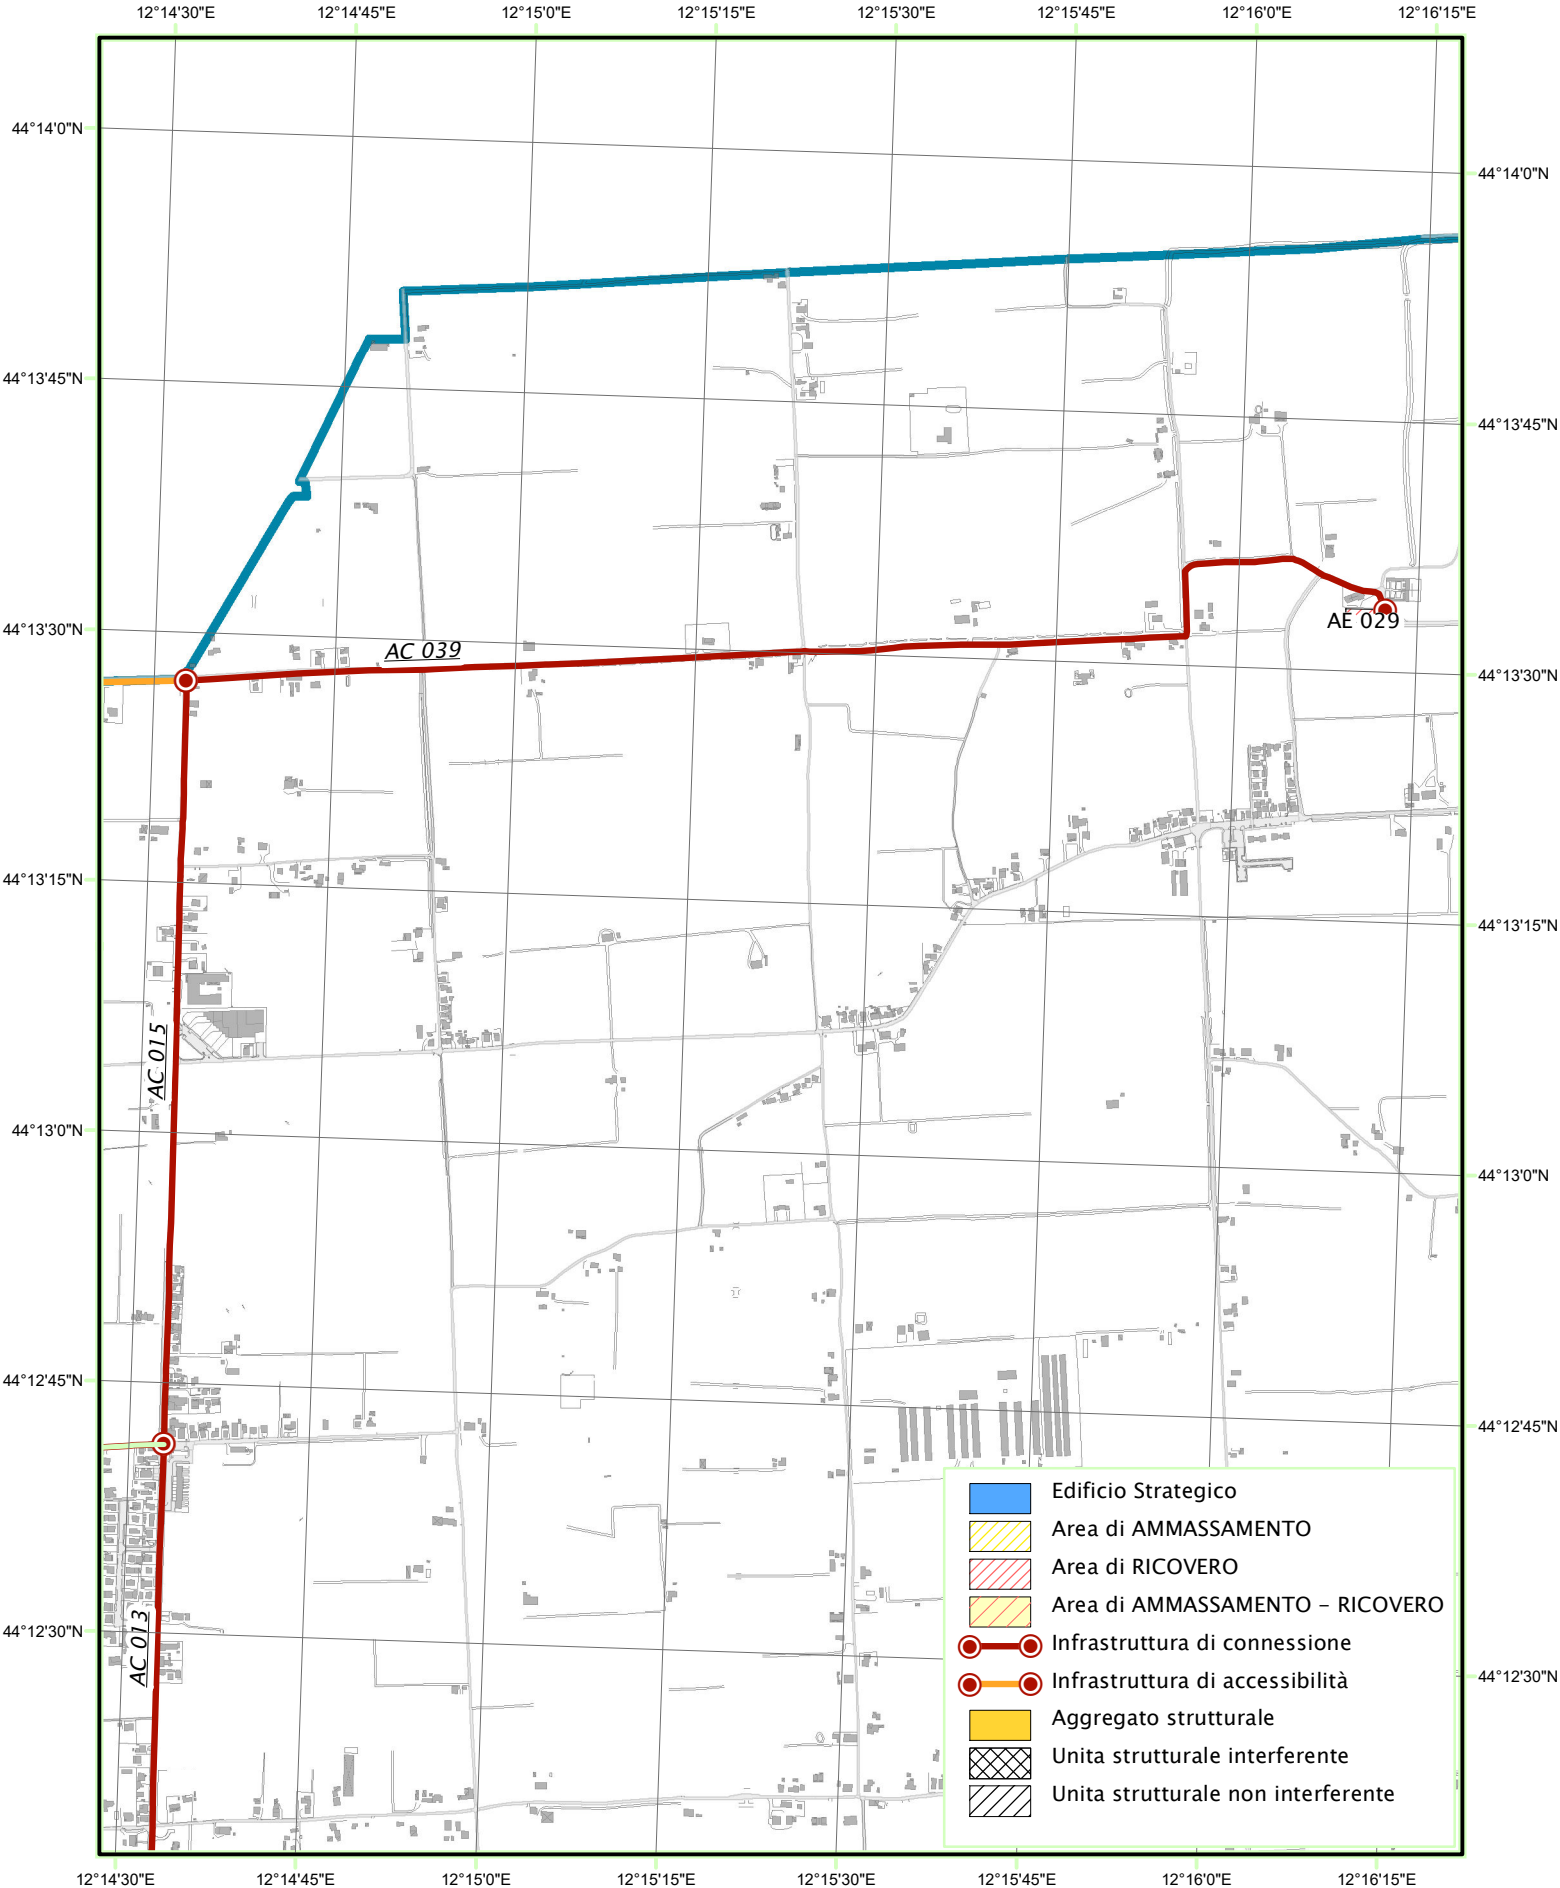 12°14'30"E 12°14'45"E 12°15'0"E 12°15'15"E 12°15'30"E 12°15'45"E 12°16'0"E 12°16'15"E
44°14'0"N
44°14'0"N
44°13'45"N
44°13'45"N
AE 029
44°13'30"N
AC 039
44°13'30"N
44°13'15"N
44°13'15"N
AC 015
44°13'0"N
44°13'0"N
44°12'45"N
44°12'45"N
Edificio Strategico
Area di AMMASSAMENTO
Area di RICOVERO
Area di AMMASSAMENTO - RICOVERO
44°12'30"N
AC 013
Infrastruttura di connessione
44°12'30"N
Infrastruttura di accessibilità
Aggregato strutturale
Unita strutturale interferente
Unita strutturale non interferente
12°14'30"E 12°14'45"E 12°15'0"E 12°15'15"E 12°15'30"E 12°15'45"E 12°16'0"E 12°16'15"E